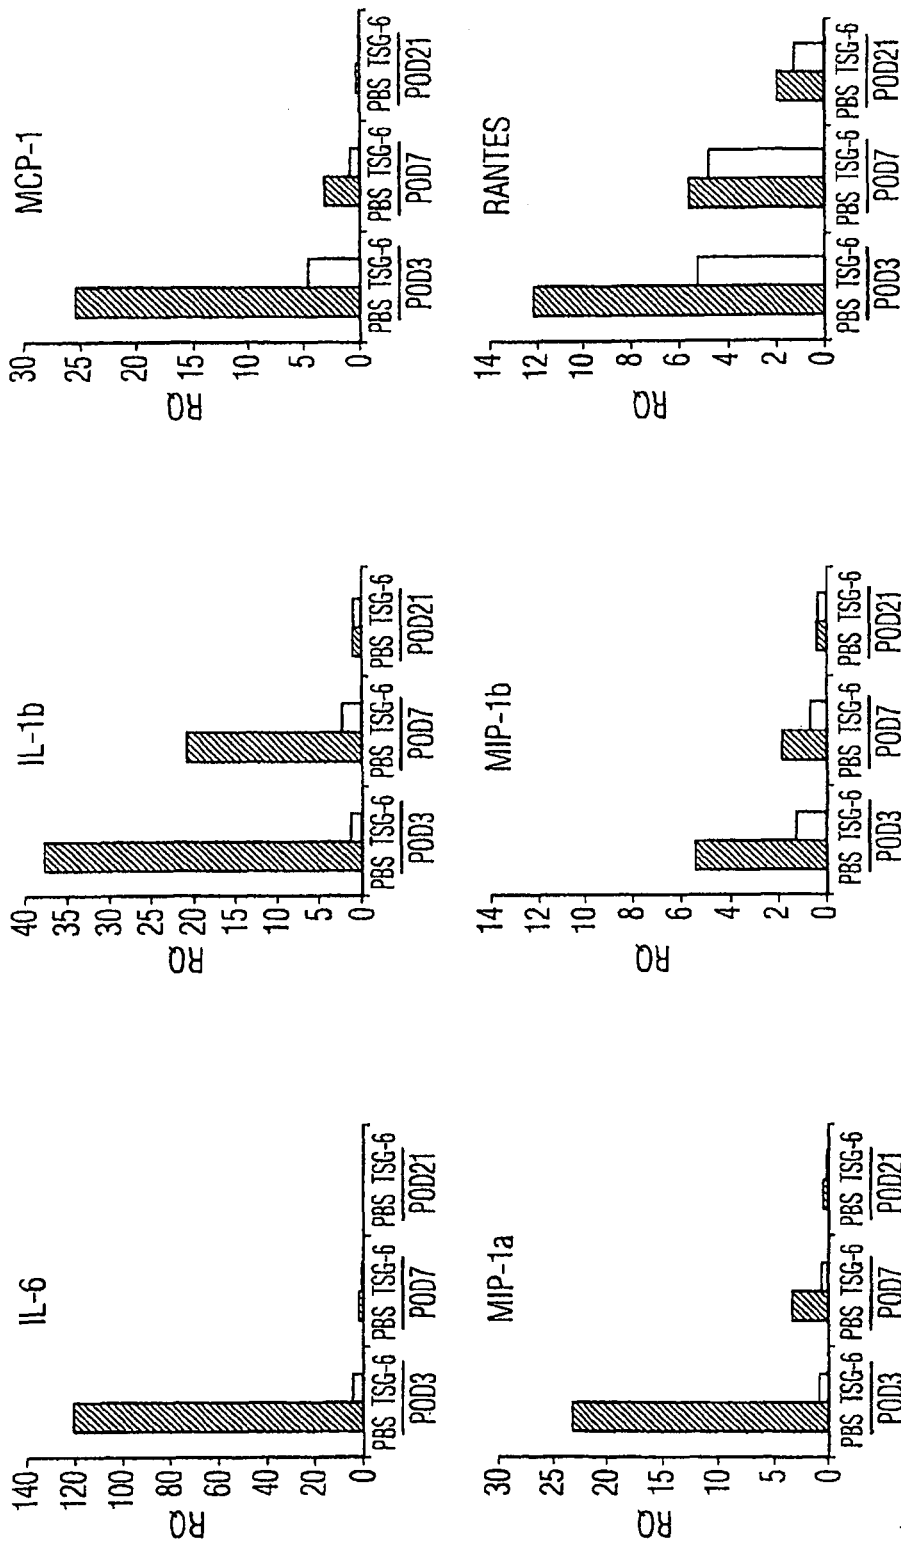 IL-6
RQ
140
120
100
80
60
40
20
0
PBS TSG-6 PBS TSG-6 PBS TSG-6
POD3 POD7 POD21
IL-1b
RQ
40
35
30
25
20
15
10
5
0
PBS TSG-6 PBS TSG-6 PBS TSG-6
POD3 POD7 POD21
MCP-1
RQ
30
25
20
15
10
5
0
PBS TSG-6 PBS TSG-6 PBS TSG-6
POD3 POD7 POD21
MIP-1a
RQ
30
25
20
15
10
5
0
PBS TSG-6 PBS TSG-6 PBS TSG-6
POD3 POD7 POD21
MIP-1b
RQ
14
12
10
8
6
4
2
0
PBS TSG-6 PBS TSG-6 PBS TSG-6
POD3 POD7 POD21
RANTES
RQ
14
12
10
8
6
4
2
0
PBS TSG-6 PBS TSG-6 PBS TSG-6
POD3 POD7 POD21